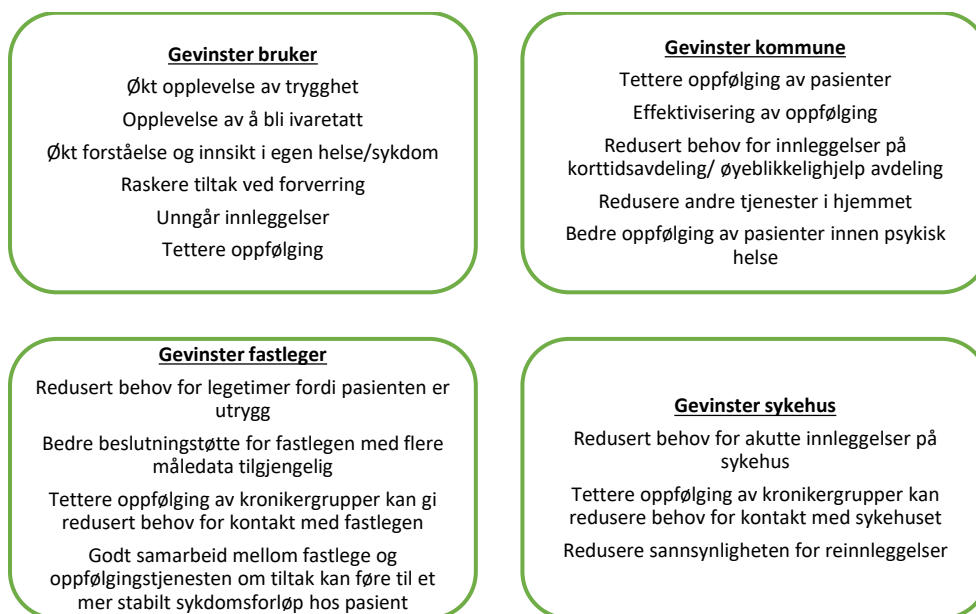 Gevinster bruker
Økt opplevelse av trygghet
Opplevelse av å bli ivaretatt
Økt forståelse og innsikt i egen helse/sykdom
Raskere tiltak ved forverring
Unngår innleggelser
Tettere oppfølging
Gevinster kommune
Tettere oppfølging av pasienter
Effektivisering av oppfølging
Redusert behov for innleggelser på
korttidsavdeling/ øyeblikkelighjelp avdeling
Redusere andre tjenester i hjemmet
Bedre oppfølging av pasienter innen psykisk
helse
Gevinster fastleger
Redusert behov for legetimer fordi pasienten er
utrygg
Bedre beslutningstøtte for fastlegen med flere
måledata tilgjengelig
Tettere oppfølging av kronikergrupper kan gi
redusert behov for kontakt med fastlegen
Godt samarbeid mellom fastlege og
oppfølgingstjenesten om tiltak kan føre til et
mer stabilt sykdomsforløp hos pasient
Gevinster sykehus
Redusert behov for akutte innleggelser på
sykehus
Tettere oppfølging av kronikergrupper kan
redusere behov for kontakt med sykehuset
Redusere sannsynligheten for reinnleggelser